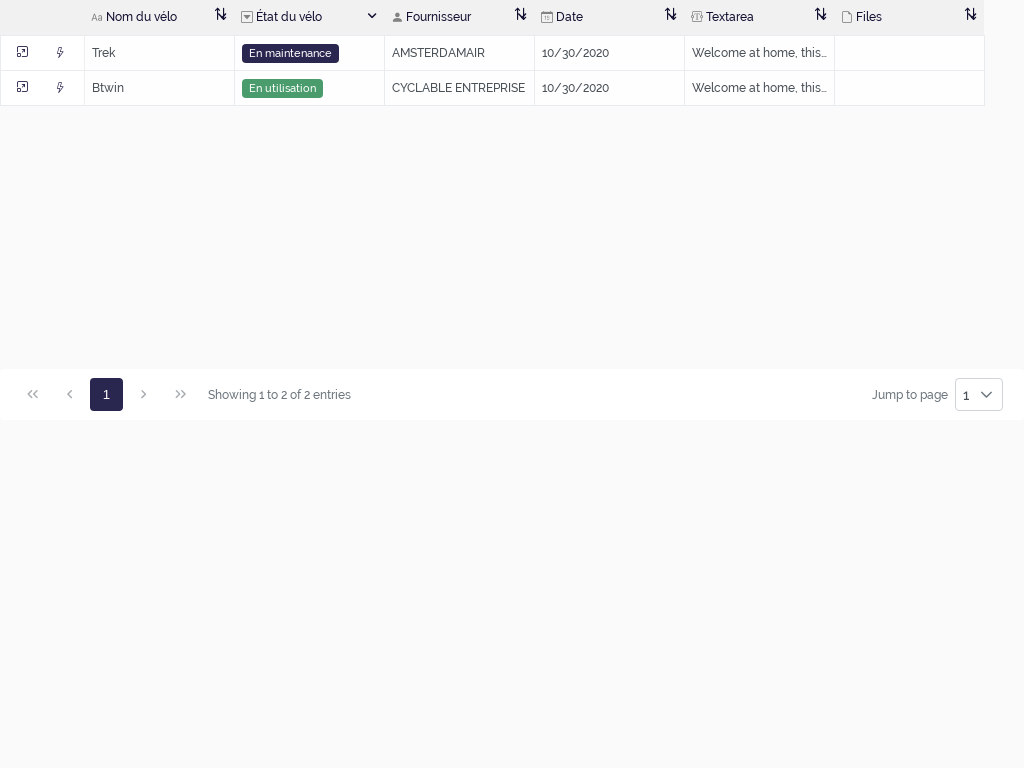 Aa Nom du vélo État du vélo Fournisseur Date Textarea Files
Trek En maintenance AMSTERDAMAIR 10/30/2020 Welcome at home, this...
Btwin En utilisation CYCLABLE ENTREPRISE 10/30/2020 Welcome at home, this...
1 Showing 1 to 2 of 2 entries Jump to page 1